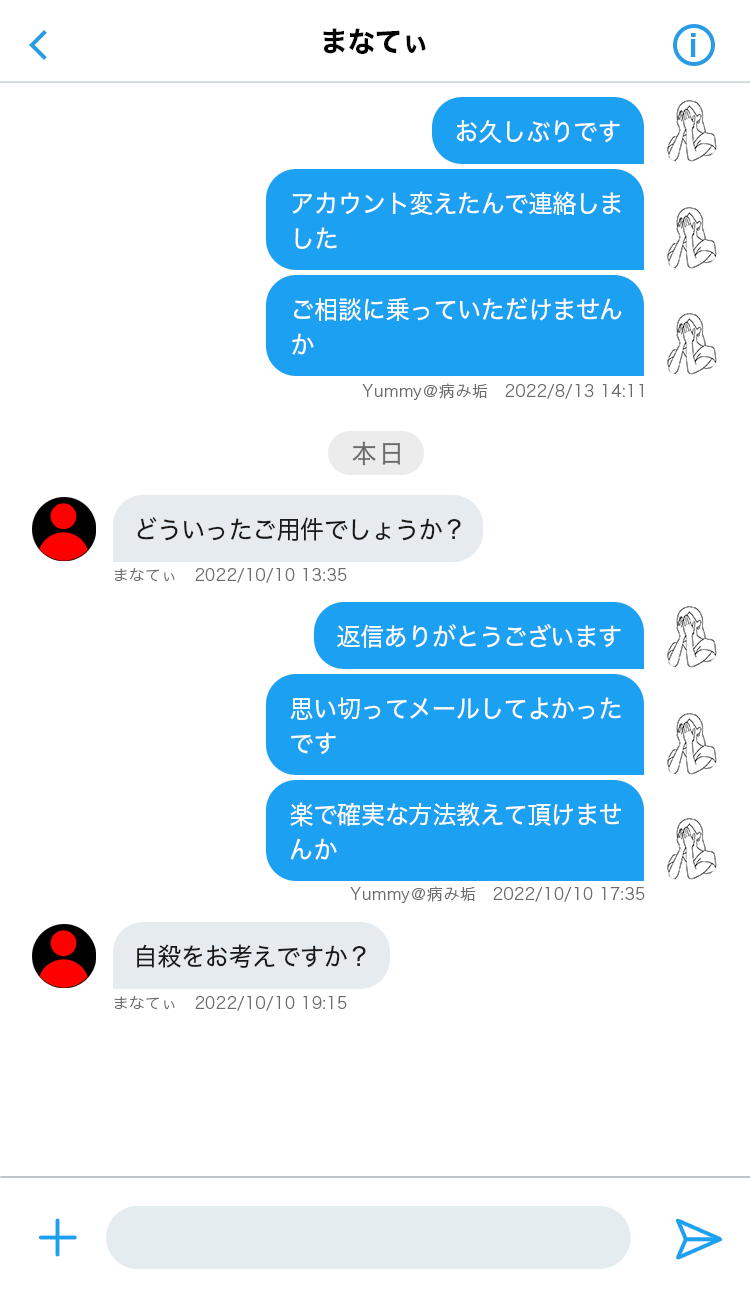 まなてぃ
お久しぶりです
アカウント変えたんで連絡しま
した
ご相談に乗っていただけません
か
Yummy@病み垢 2022/8/13 14:11
本日
どういったご用件でしょうか？
まなてぃ 2022/10/10 13:35
返信ありがとうございます
思い切ってメールしてよかった
です
楽で確実な方法教えて頂けませ
んか
Yummy@病み垢 2022/10/10 17:35
自殺をお考えですか？
まなてぃ 2022/10/10 19:15